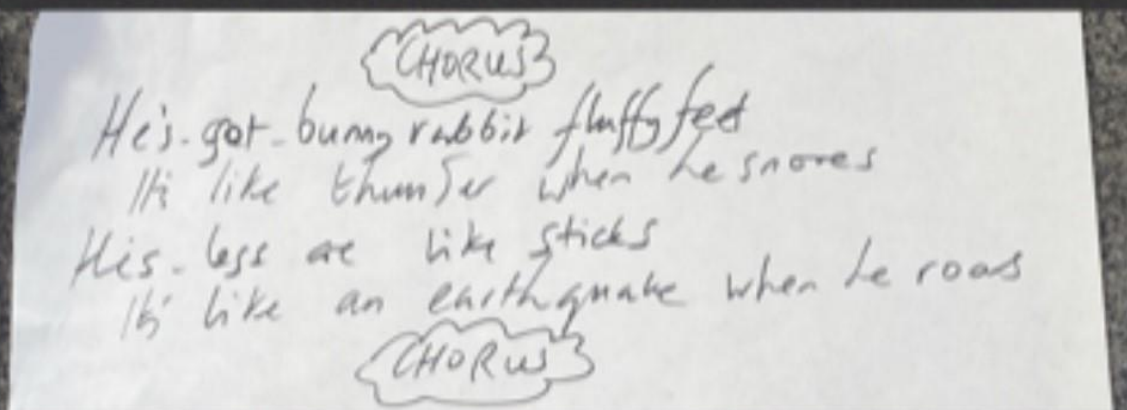 CHORUS
He's got bunny rabbit fluffy feet
It's like thunder when he snores
His legs are like sticks
It's like an earthquake when he roars
CHORUS